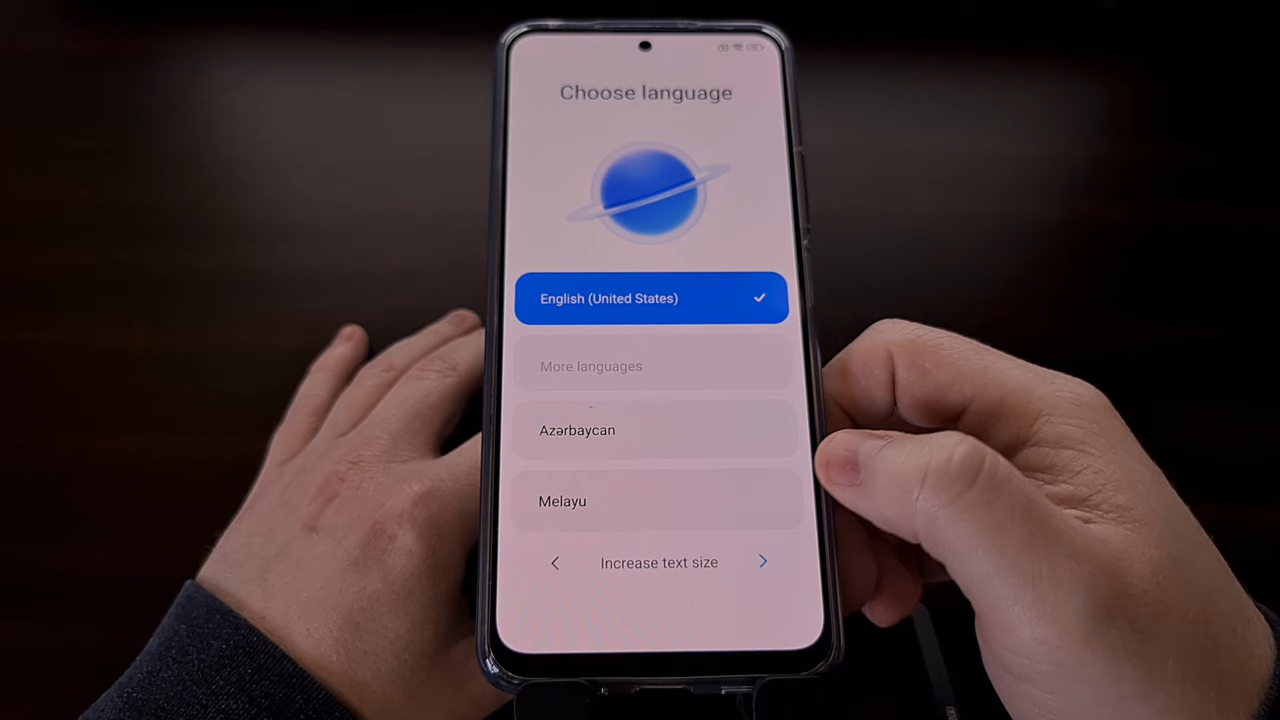 Choose language
English (United States)
More languages
Azərbaycan
Melayu
Increase text size